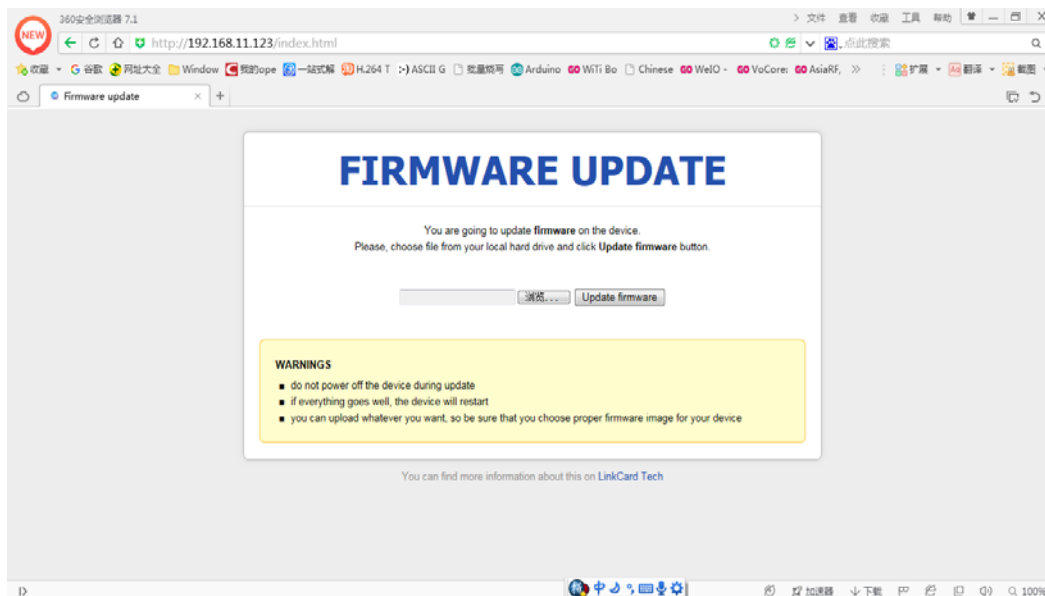 360安全浏览器 7.1
文件 查看 收藏 工具 帮助
NEW
http://192.168.11.123/index.html
点此搜索
收藏 谷歌 网址大全 Window 我的ope 一站式解 H.264 T ASCII G 批量烧写 Arduino WiTi Bo Chinese WeIO - VoCore: AsiaRF, 扩展 翻译 截图
Firmware update
FIRMWARE UPDATE
You are going to update firmware on the device.
Please, choose file from your local hard drive and click Update firmware button.
浏览... Update firmware
WARNINGS
do not power off the device during update
if everything goes well, the device will restart
you can upload whatever you want, so be sure that you choose proper firmware image for your device
You can find more information about this on LinkCard Tech
中
加速器 下载 100%